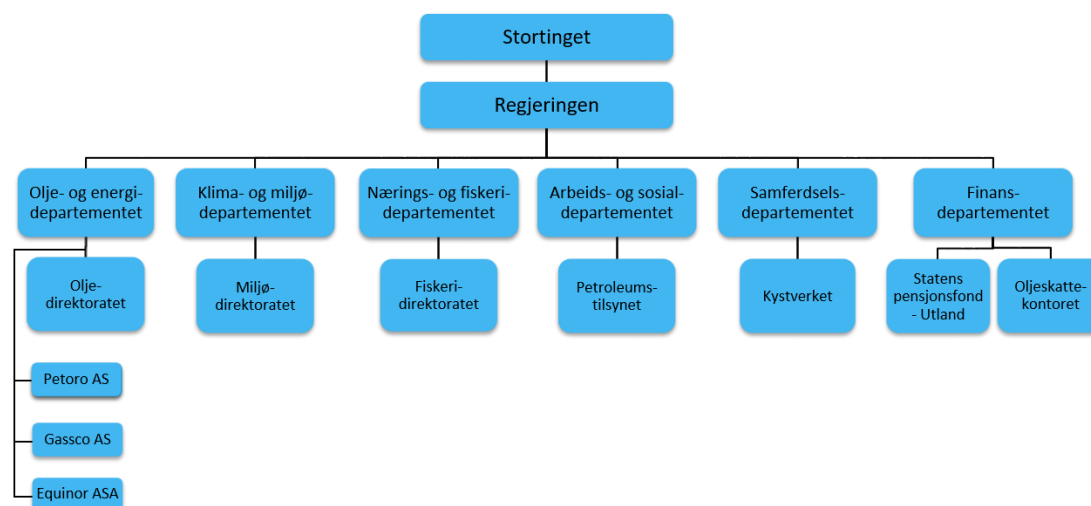 Stortinget
Regjeringen
Olje- og energi-
departementet
Klima- og miljø-
departementet
Nærings- og fiskeri-
departementet
Arbeids- og sosial-
departementet
Samferdsels-
departementet
Finans-
departementet
Olje-
direktoratet
Miljø-
direktoratet
Fiskeri-
direktoratet
Petroleums-
tilsynet
Kystverket
Statens
pensjonsfond
- Utland
Oljeskatte-
kontoret
Petoro AS
Gassco AS
Equinor ASA